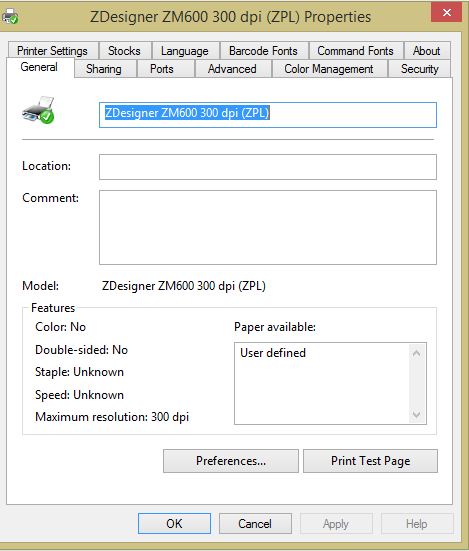 ZDesigner ZM600 300 dpi (ZPL) Properties
Printer Settings Stocks Language Barcode Fonts Command Fonts About
General Sharing Ports Advanced Color Management Security
ZDesigner ZM600 300 dpi (ZPL)
Location:
Comment:
Model: ZDesigner ZM600 300 dpi (ZPL)
Features
Color: No Paper available:
Double-sided: No User defined
Staple: Unknown
Speed: Unknown
Maximum resolution: 300 dpi
Preferences... Print Test Page
OK Cancel Apply Help